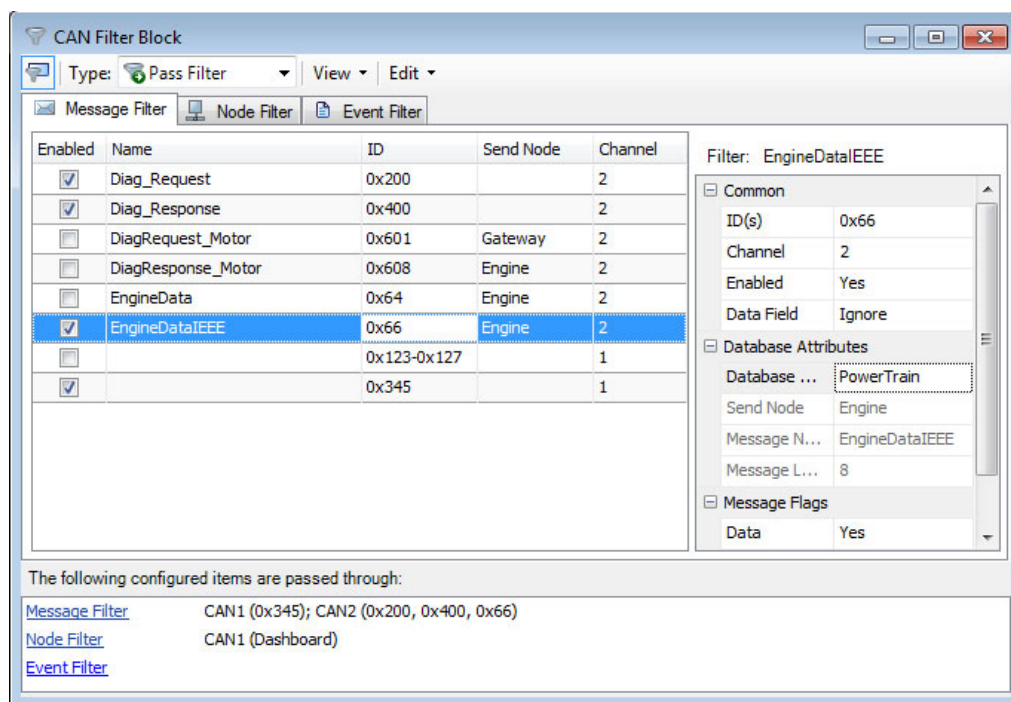 CAN Filter Block
Type: Pass Filter View Edit
Message Filter Node Filter Event Filter
Enabled Name ID Send Node Channel
Diag_Request 0x200 2
Diag_Response 0x400 2
DiagRequest_Motor 0x601 Gateway 2
DiagResponse_Motor 0x608 Engine 2
EngineData 0x64 Engine 2
EngineDataIEEE 0x66 Engine 2
0x123-0x127 1
0x345 1
Filter: EngineDataIEEE
Common
ID(s) 0x66
Channel 2
Enabled Yes
Data Field Ignore
Database Attributes
Database ... PowerTrain
Send Node Engine
Message N... EngineDataIEEE
Message L... 8
Message Flags
Data Yes
The following configured items are passed through:
Message Filter CAN1 (0x345); CAN2 (0x200, 0x400, 0x66)
Node Filter CAN1 (Dashboard)
Event Filter